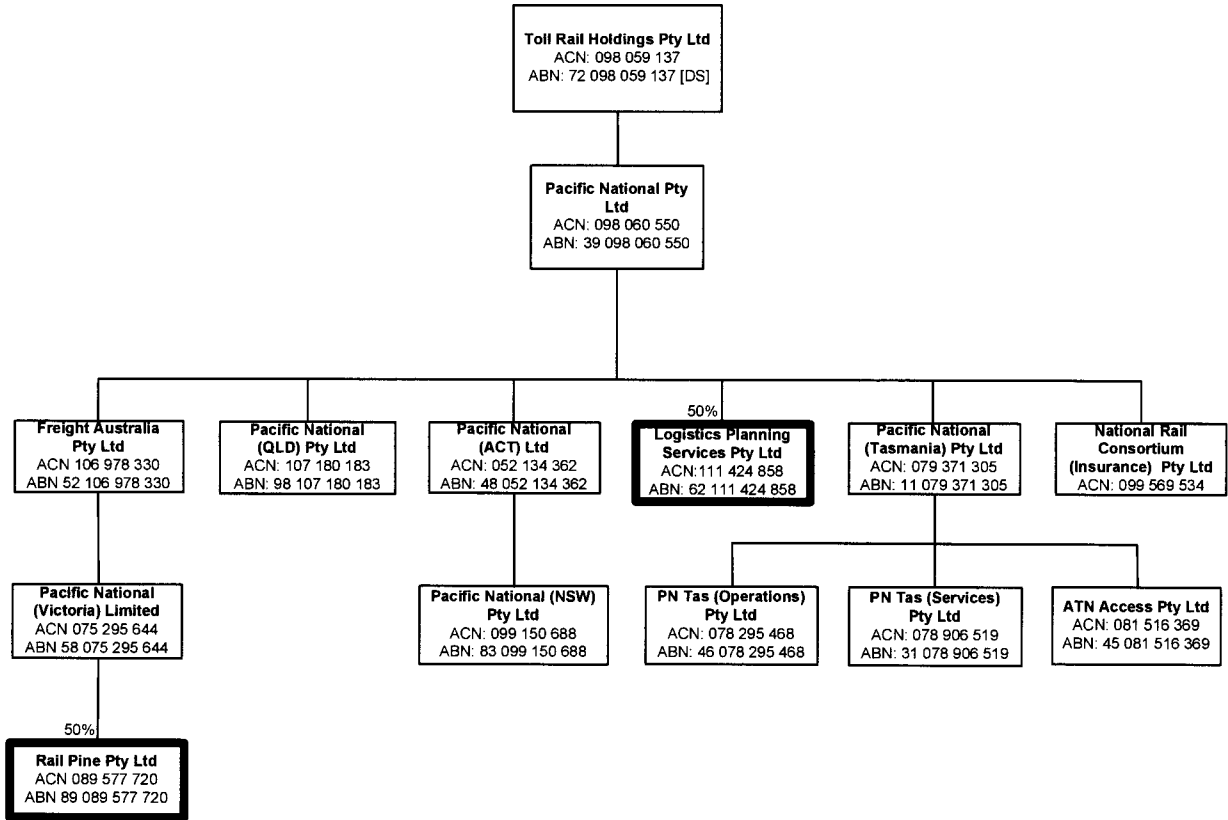 Toll Rail Holdings Pty Ltd
ACN: 098 059 137
ABN: 72 098 059 137 [DS]
Pacific National Pty
Ltd
ACN: 098 060 550
ABN: 39 098 060 550
Freight Australia
Pty Ltd
ACN 106 978 330
ABN 52 106 978 330
Pacific National
(QLD) Pty Ltd
ACN: 107 180 183
ABN: 98 107 180 183
Pacific National
(ACT) Ltd
ACN: 052 134 362
ABN: 48 052 134 362
50%
Logistics Planning
Services Pty Ltd
ACN:111 424 858
ABN: 62 111 424 858
Pacific National
(Tasmania) Pty Ltd
ACN: 079 371 305
ABN: 11 079 371 305
National Rail
Consortium
(Insurance) Pty Ltd
ACN: 099 569 534
Pacific National
(Victoria) Limited
ACN 075 295 644
ABN 58 075 295 644
Pacific National (NSW)
Pty Ltd
ACN: 099 150 688
ABN: 83 099 150 688
PN Tas (Operations)
Pty Ltd
ACN: 078 295 468
ABN: 46 078 295 468
PN Tas (Services)
Pty Ltd
ACN: 078 906 519
ABN: 31 078 906 519
ATN Access Pty Ltd
ACN: 081 516 369
ABN: 45 081 516 369
50%
Rail Pine Pty Ltd
ACN 089 577 720
ABN 89 089 577 720